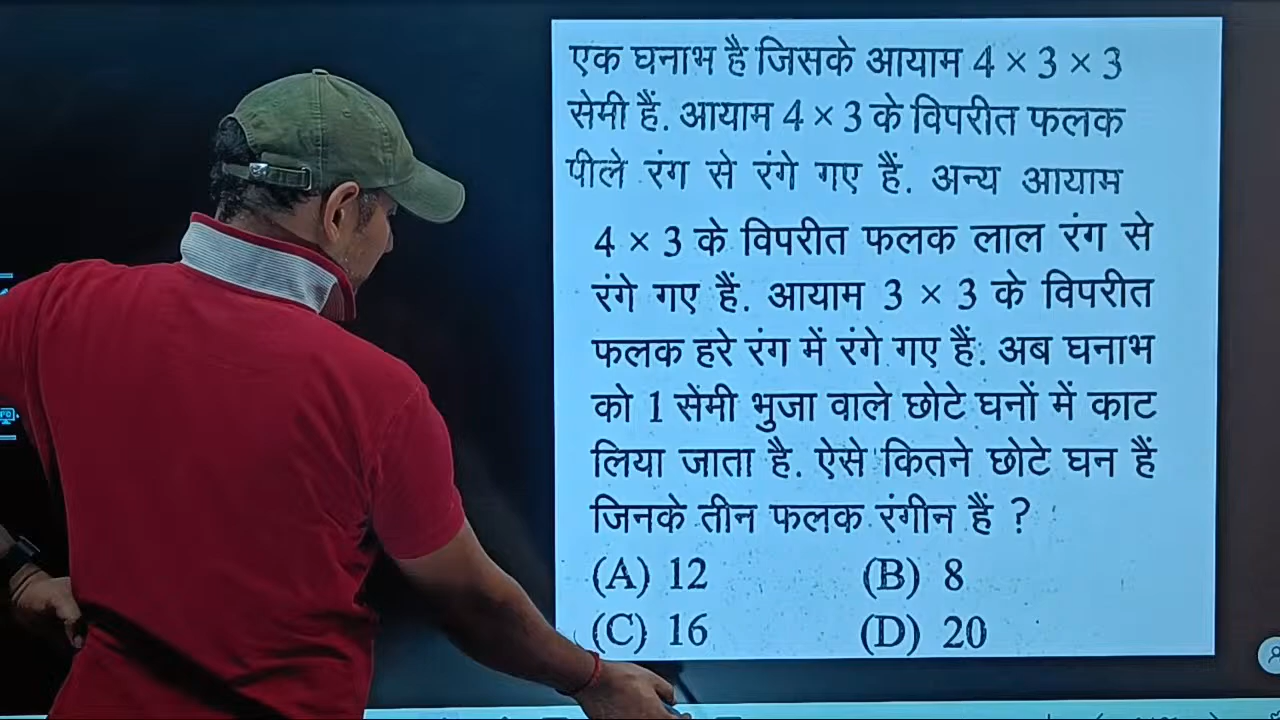 एक घनाभ है जिसके आयाम 4 × 3 × 3
सेमी हैं. आयाम 4 × 3 के विपरीत फलक
पीले रंग से रंगे गए हैं. अन्य आयाम
4 × 3 के विपरीत फलक लाल रंग से
रंगे गए हैं. आयाम 3 × 3 के विपरीत
फलक हरे रंग में रंगे गए हैं. अब घनाभ
को 1 सेंमी भुजा वाले छोटे घनों में काट
लिया जाता है. ऐसे कितने छोटे घन हैं
जिनके तीन फलक रंगीन हैं ?
(A) 12 (B) 8
(C) 16 (D) 20